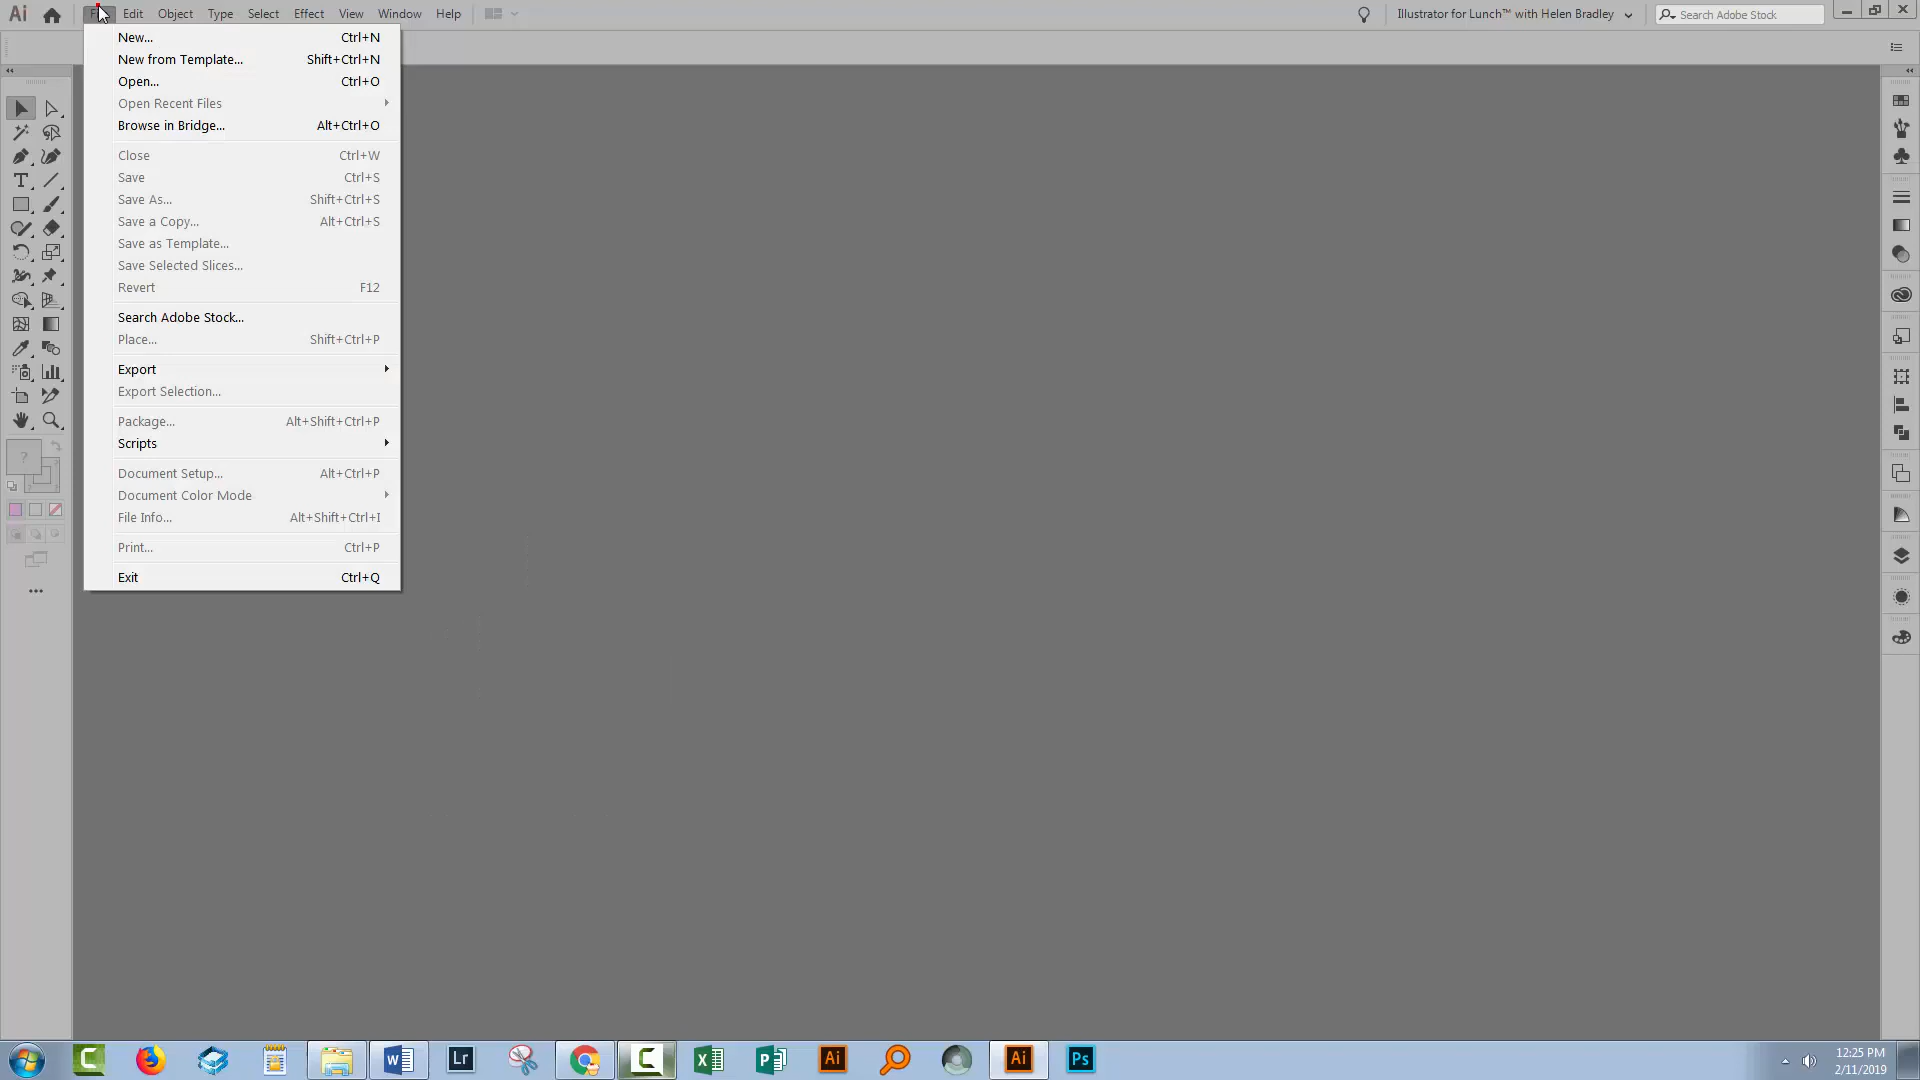 Ai Edit Object Type Select Effect View Window Help Illustrator for Lunch™ with Helen Bradley Search Adobe Stock
New... Ctrl+N
New from Template... Shift+Ctrl+N
Open... Ctrl+O
Open Recent Files
Browse in Bridge... Alt+Ctrl+O
Close Ctrl+W
Save Ctrl+S
Save As... Shift+Ctrl+S
Save a Copy... Alt+Ctrl+S
Save as Template...
Save Selected Slices...
Revert F12
Search Adobe Stock...
Place... Shift+Ctrl+P
Export
Export Selection...
Package... Alt+Shift+Ctrl+P
Scripts
Document Setup... Alt+Ctrl+P
Document Color Mode
File Info... Alt+Shift+Ctrl+I
Print... Ctrl+P
Exit Ctrl+Q
?
Lr Ai Ai Ps
12:25 PM
2/11/2019